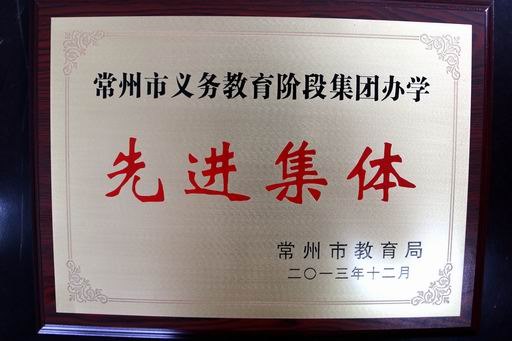 常州市义务教育阶段集团办学
先进集体
常州市教育局
二〇一三年十二月